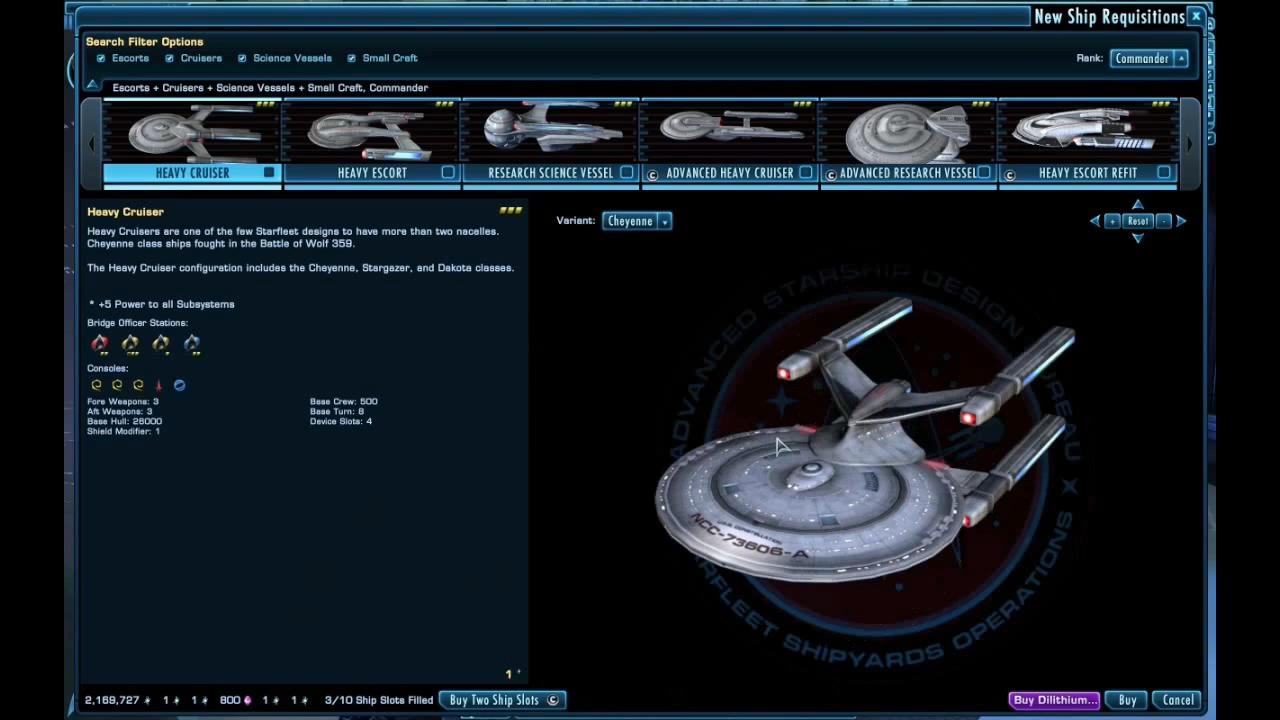 New Ship Requisitions X
Search Filter Options
Escorts Cruisers Science Vessels Small Craft
Rank: Commander
Escorts + Cruisers + Science Vessels + Small Craft, Commander
HEAVY CRUISER
HEAVY ESCORT
RESEARCH SCIENCE VESSEL
C ADVANCED HEAVY CRUISER
C ADVANCED RESEARCH VESSEL
C HEAVY ESCORT REFIT
Heavy Cruiser
Heavy Cruisers are one of the few Starfleet designs to have more than two nacelles.
Cheyenne class ships fought in the Battle of Wolf 359.
The Heavy Cruiser configuration includes the Cheyenne, Stargazer, and Dakota classes.
* +5 Power to all Subsystems
Bridge Officer Stations:
Consoles:
Fore Weapons: 3
Aft Weapons: 3
Base Hull: 26000
Shield Modifier: 1
Base Crew: 500
Base Turn: 8
Device Slots: 4
Variant: Cheyenne
+ Reset -
ADVANCED STARSHIP DESIGN BUREAU
STARFLEET SHIPYARDS OPERATIONS
NCC-73606-A
1
2,169,727 1 1 800 1 1 3/10 Ship Slots Filled
Buy Two Ship Slots C
Buy Dilithium... Buy Cancel